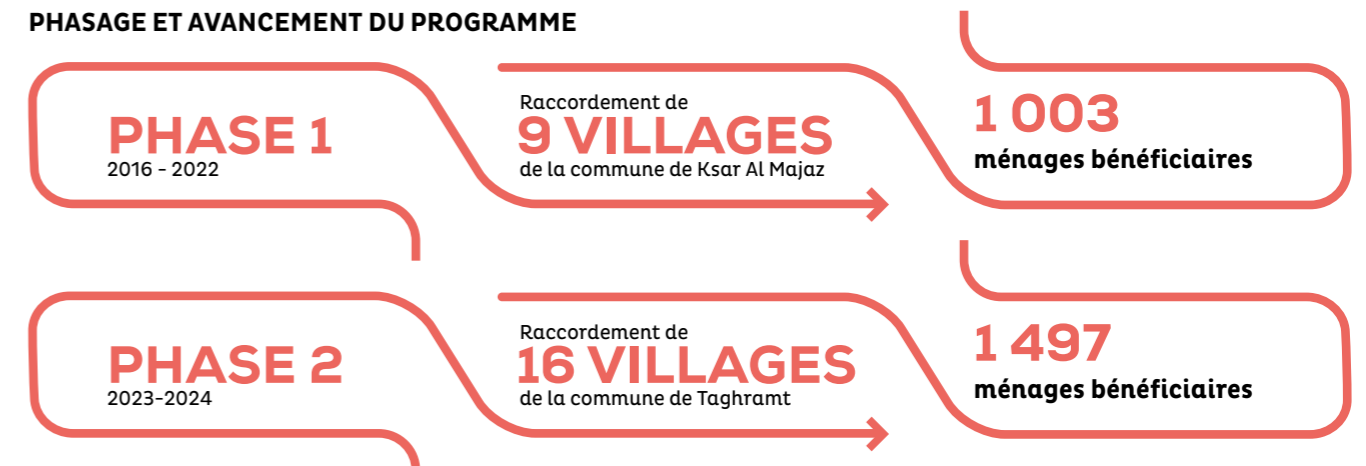 PHASAGE ET AVANCEMENT DU PROGRAMME
PHASE 1
2016 - 2022
Raccordement de
9 VILLAGES
de la commune de Ksar Al Majaz
1 003
ménages bénéficiaires
PHASE 2
2023-2024
Raccordement de
16 VILLAGES
de la commune de Taghramt
1 497
ménages bénéficiaires